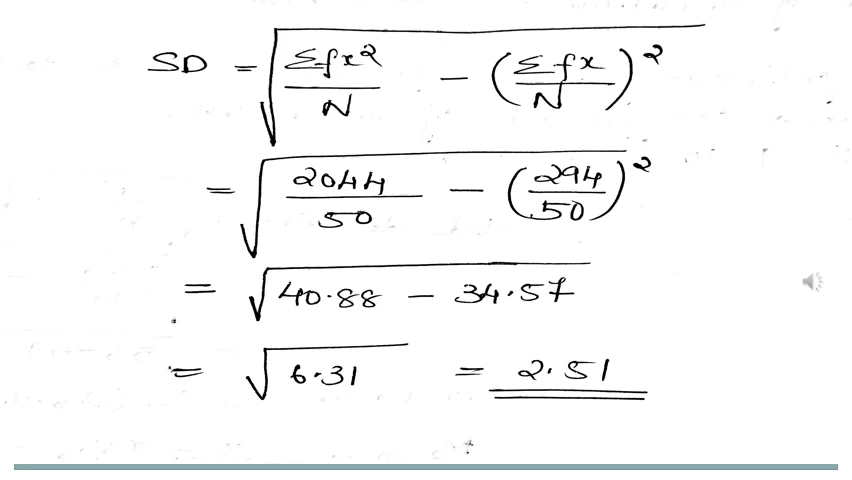 SD = √(Σfx²/N − (Σfx/N)²)
= √(2044/50 − (294/50)²)
= √(40.88 − 34.57)
= √6.31 = 2.51